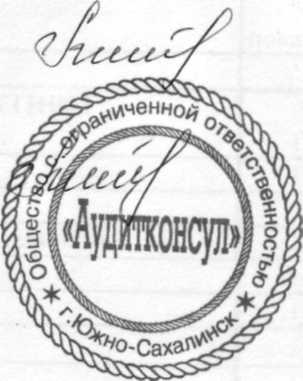 Общество с ограниченной ответственностью
«Аудитконсул»
г.Южно-Сахалинск